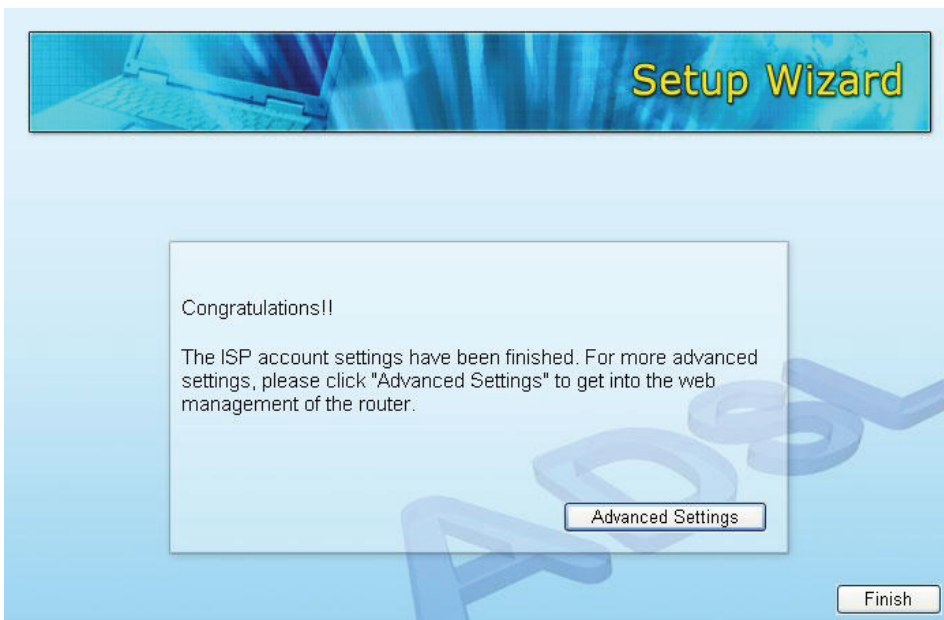 Setup Wizard
Congratulations!!
The ISP account settings have been finished. For more advanced
settings, please click "Advanced Settings" to get into the web
management of the router.
ADSL
Advanced Settings
Finish